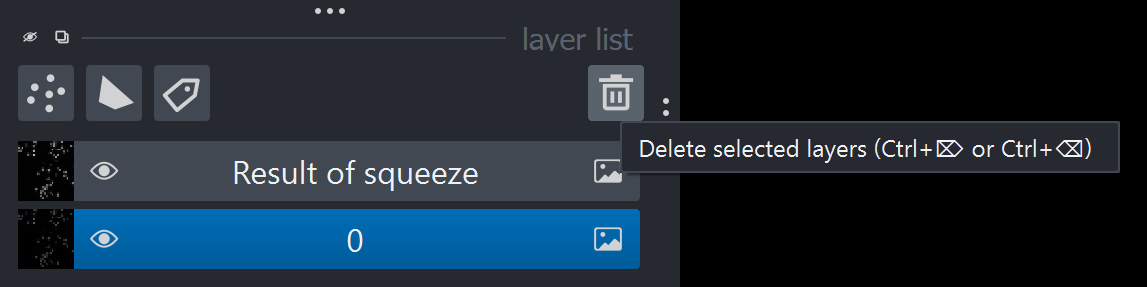 layer list
Delete selected layers (Ctrl+⌦ or Ctrl+⌫)
Result of squeeze
0